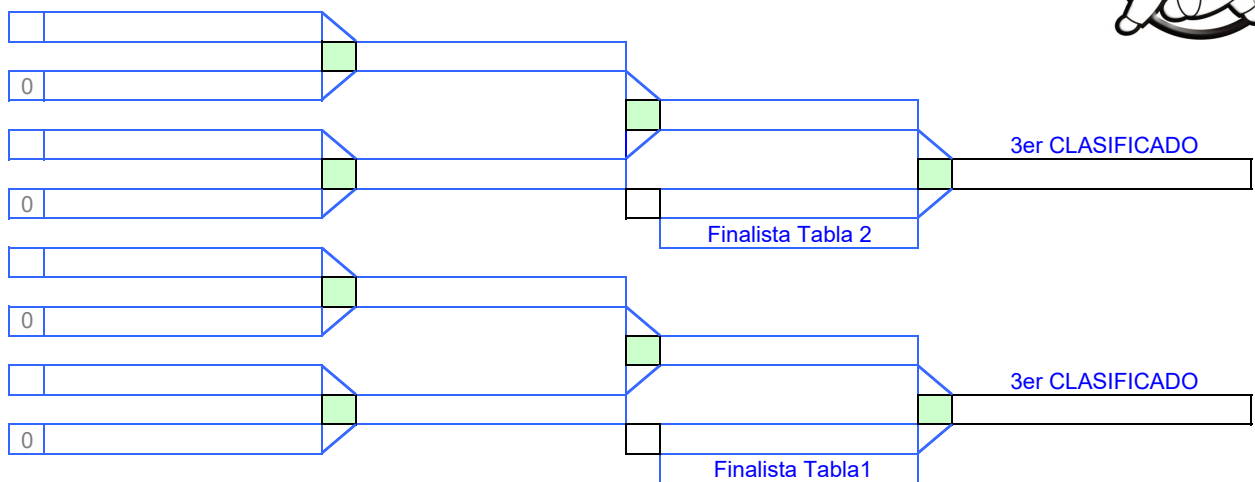 0
3er CLASIFICADO
0
Finalista Tabla 2
0
3er CLASIFICADO
0
Finalista Tabla1